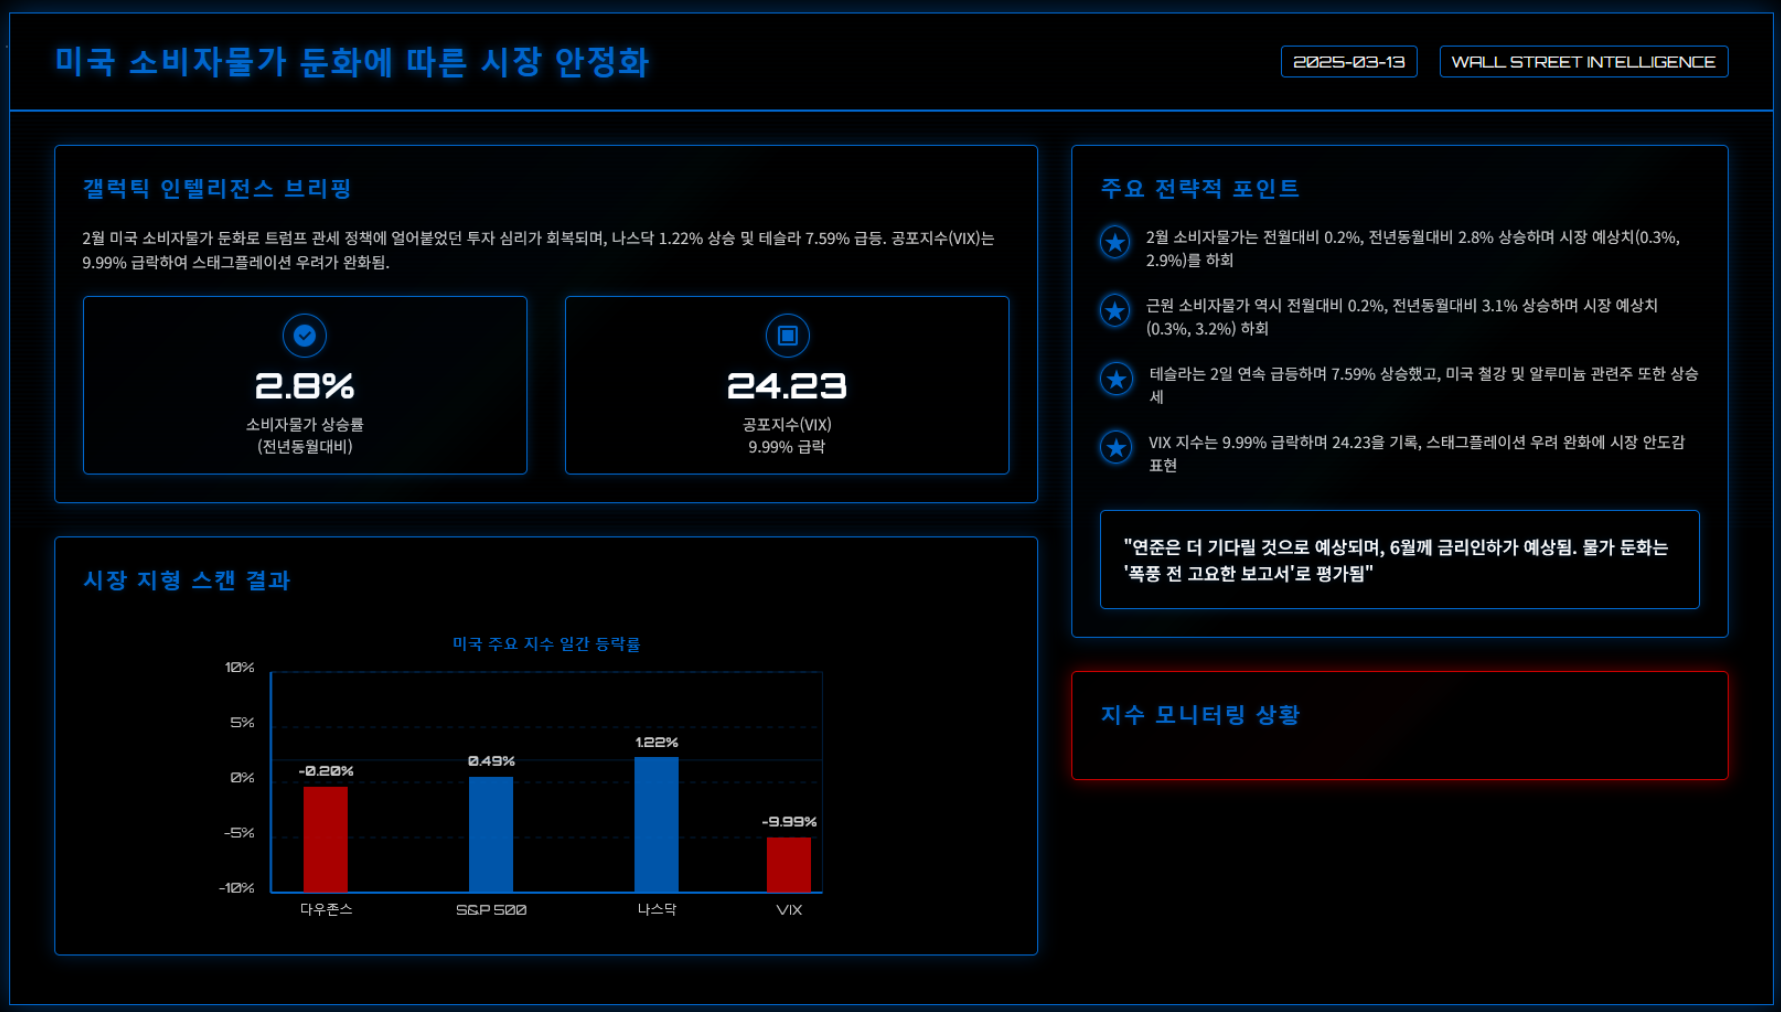 미국 소비자물가 둔화에 따른 시장 안정화
2025-03-13
WALL STREET INTELLIGENCE
갤럭틱 인텔리전스 브리핑
2월 미국 소비자물가 둔화로 트럼프 관세 정책에 얼어붙었던 투자 심리가 회복되며, 나스닥 1.22% 상승 및 테슬라 7.59% 급등. 공포지수(VIX)는
9.99% 급락하여 스태그플레이션 우려가 완화됨.
2.8%
소비자물가 상승률
(전년동월대비)
24.23
공포지수(VIX)
9.99% 급락
시장 지형 스캔 결과
미국 주요 지수 일간 등락률
10%
5%
0%
-5%
-10%
-0.20%
0.49%
1.22%
-9.99%
다우존스
S&P 500
나스닥
VIX
주요 전략적 포인트
2월 소비자물가는 전월대비 0.2%, 전년동월대비 2.8% 상승하며 시장 예상치(0.3%,
2.9%)를 하회
근원 소비자물가 역시 전월대비 0.2%, 전년동월대비 3.1% 상승하며 시장 예상치
(0.3%, 3.2%) 하회
테슬라는 2일 연속 급등하며 7.59% 상승했고, 미국 철강 및 알루미늄 관련주 또한 상승
세
VIX 지수는 9.99% 급락하며 24.23을 기록, 스태그플레이션 우려 완화에 시장 안도감
표현
"연준은 더 기다릴 것으로 예상되며, 6월께 금리인하가 예상됨. 물가 둔화는
'폭풍 전 고요한 보고서'로 평가됨"
지수 모니터링 상황